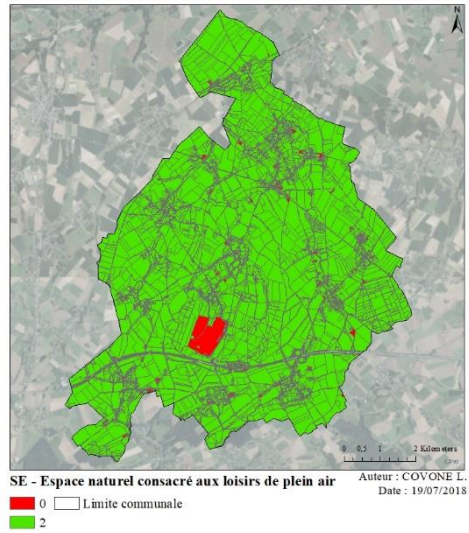 N
0 0,5 1 2 Kilometers
SE - Espace naturel consacré aux loisirs de plein air
Auteur : COVONE L.
Date : 19/07/2018
0 Limite communale
2